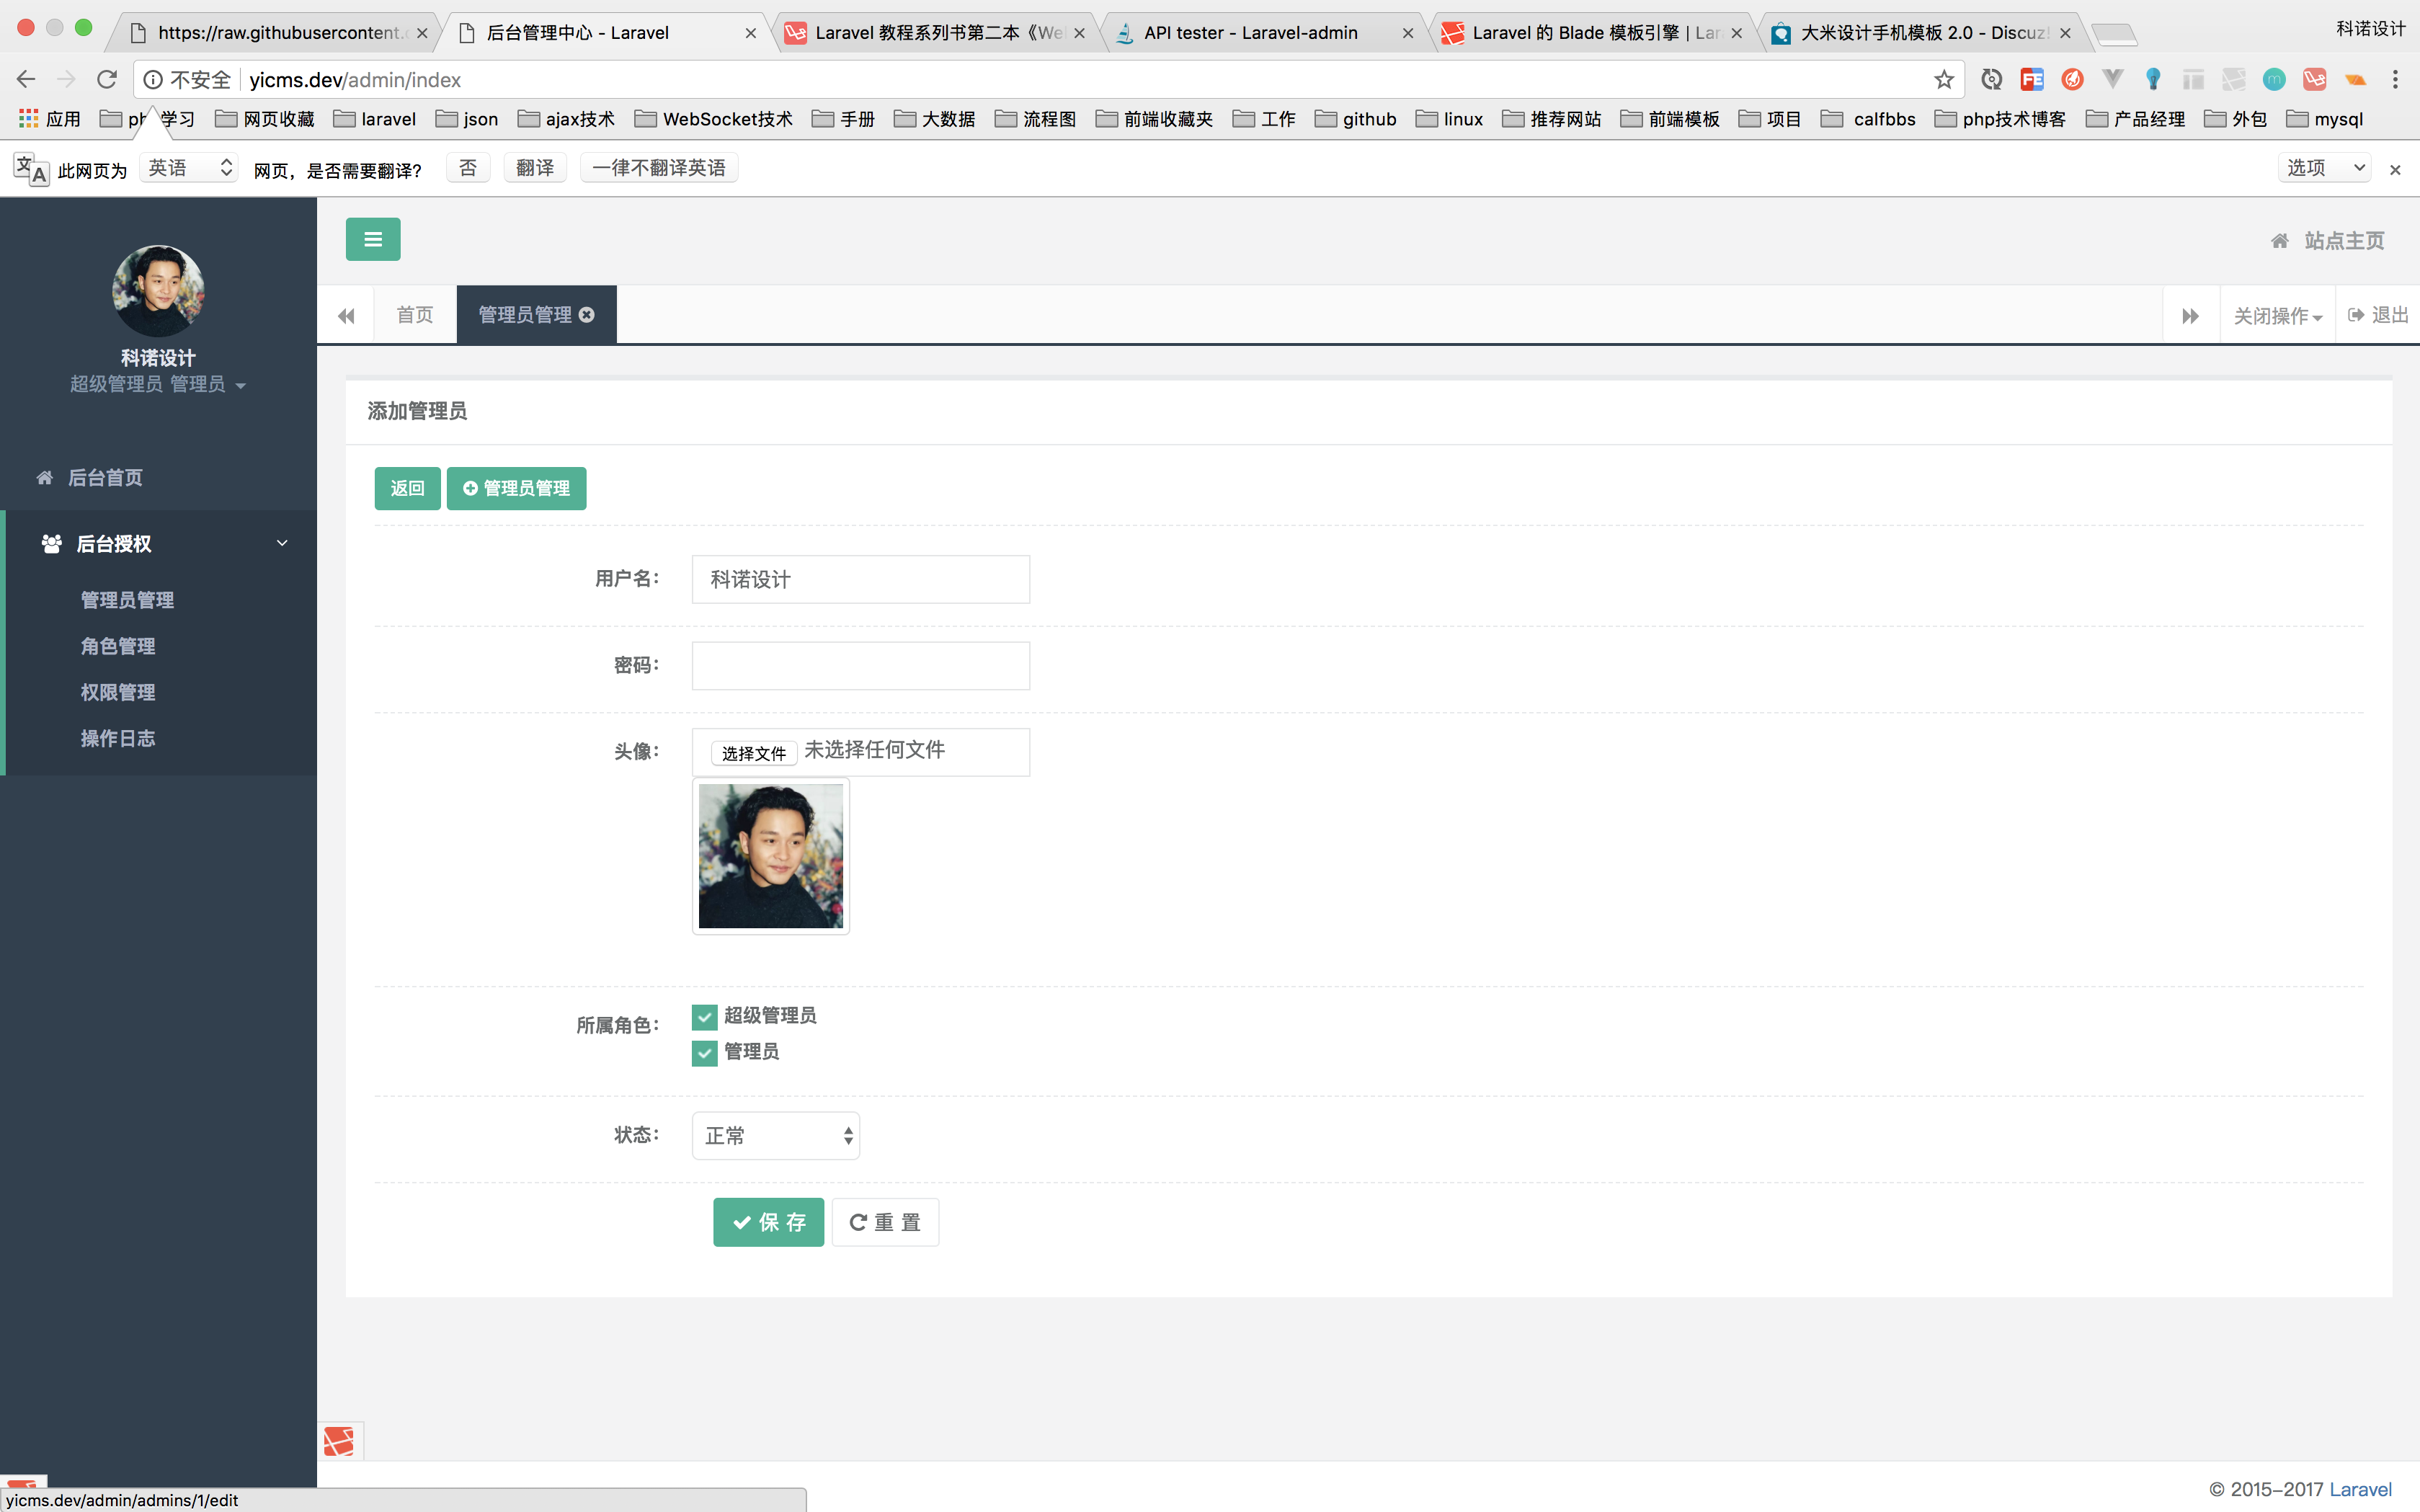 https://raw.githubusercontent.c
后台管理中心 - Laravel
Laravel 教程系列书第二本《We
API tester - Laravel-admin
Laravel 的 Blade 模板引擎 | Lar
大米设计手机模板 2.0 - Discuz!
科诺设计
不安全 yicms.dev/admin/index
应用 ph 学习 网页收藏 laravel json ajax技术 WebSocket技术 手册 大数据 流程图 前端收藏夹 工作 github linux 推荐网站 前端模板 项目 calfbbs php技术博客 产品经理 外包 mysql
此网页为 英语 网页，是否需要翻译? 否 翻译 一律不翻译英语 选项
站点主页
首页 管理员管理 关闭操作 退出
科诺设计
超级管理员 管理员
后台首页
后台授权
管理员管理
角色管理
权限管理
操作日志
添加管理员
返回 管理员管理
用户名： 科诺设计
密码：
头像： 选择文件 未选择任何文件
所属角色： 超级管理员
管理员
状态： 正常
保 存 重 置
yicms.dev/admin/admins/1/edit
© 2015-2017 Laravel